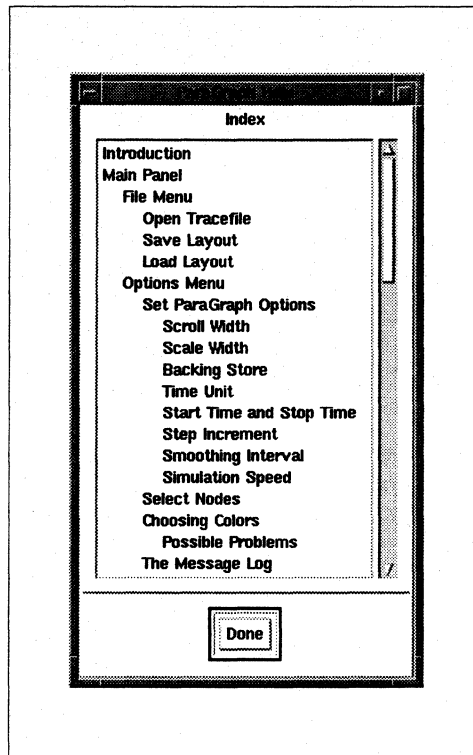 Index
Introduction
Main Panel
File Menu
Open Tracefile
Save Layout
Load Layout
Options Menu
Set ParaGraph Options
Scroll Width
Scale Width
Backing Store
Time Unit
Start Time and Stop Time
Step Increment
Smoothing Interval
Simulation Speed
Select Nodes
Choosing Colors
Possible Problems
The Message Log
Done